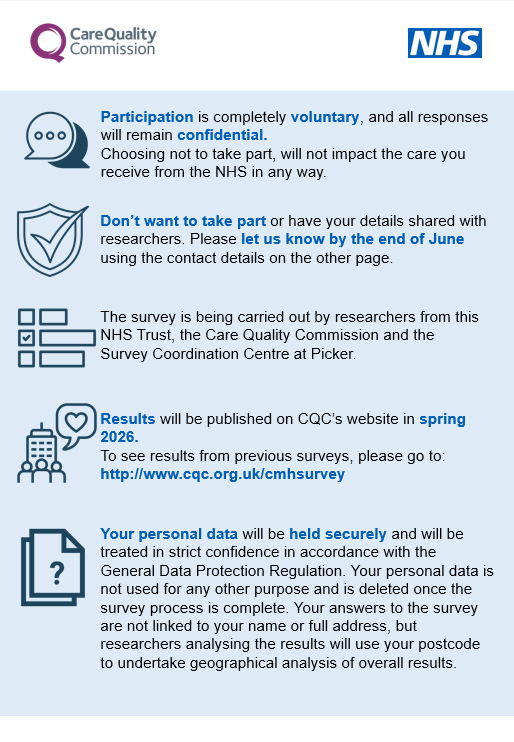 CareQuality
Commission
NHS
Participation is completely voluntary, and all responses
will remain confidential.
Choosing not to take part, will not impact the care you
receive from the NHS in any way.
Don't want to take part or have your details shared with
researchers. Please let us know by the end of June
using the contact details on the other page.
The survey is being carried out by researchers from this
NHS Trust, the Care Quality Commission and the
Survey Coordination Centre at Picker.
Results will be published on CQC's website in spring
2026.
To see results from previous surveys, please go to:
http://www.cqc.org.uk/cmhsurvey
?
Your personal data will be held securely and will be
treated in strict confidence in accordance with the
General Data Protection Regulation. Your personal data is
not used for any other purpose and is deleted once the
survey process is complete. Your answers to the survey
are not linked to your name or full address, but
researchers analysing the results will use your postcode
to undertake geographical analysis of overall results.